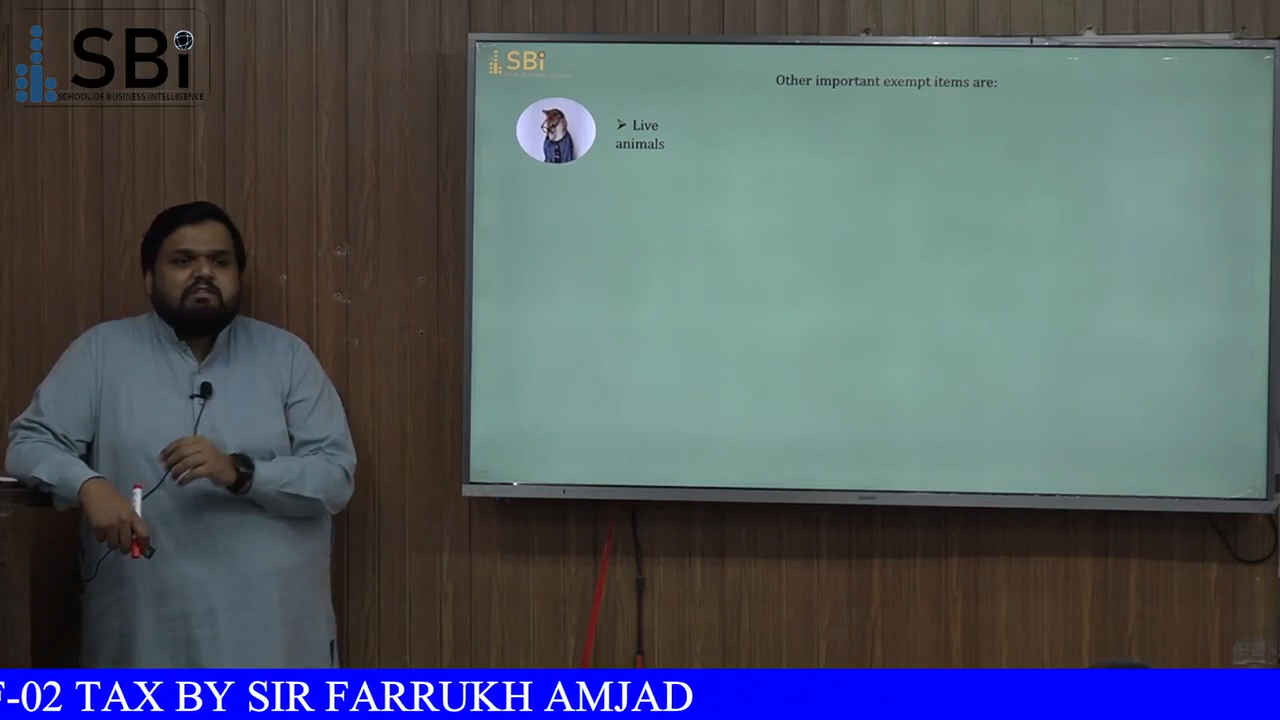 SBi
SCHOOL OF BUSINESS INTELLIGENCE
SBi
Other important exempt items are:
➢ Live
animals
F-02 TAX BY SIR FARRUKH AMJAD